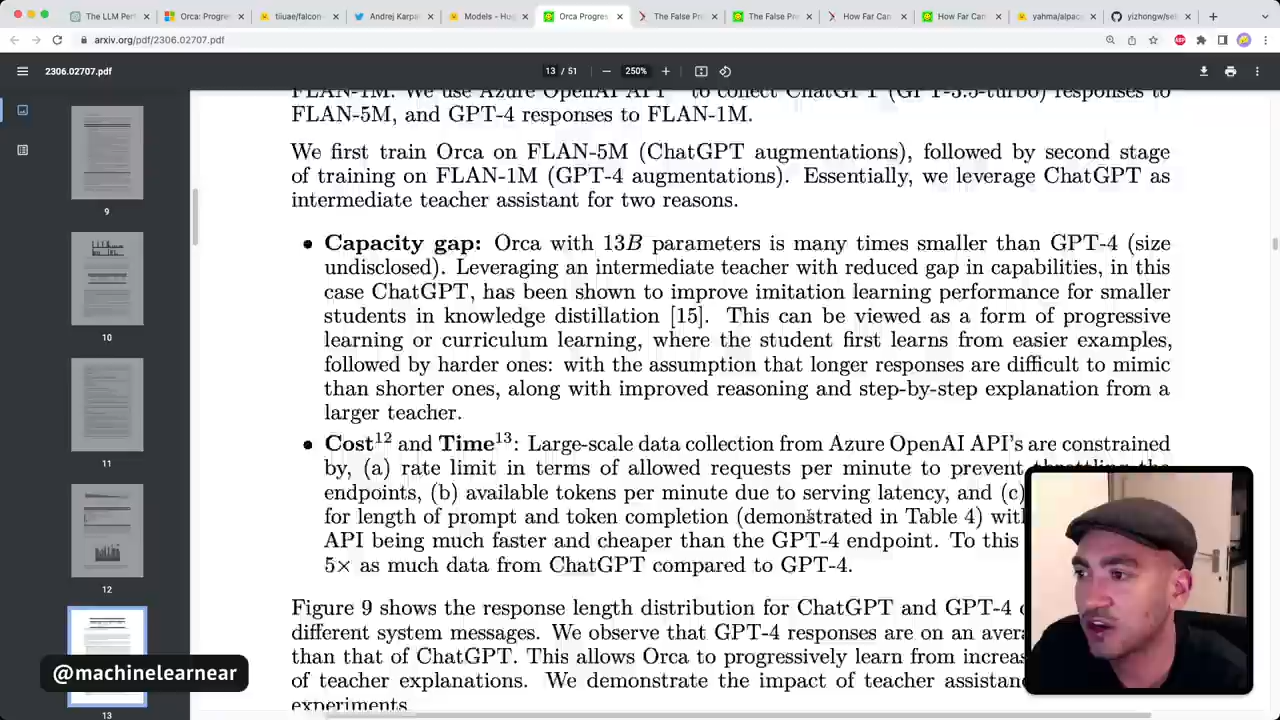 The LLM Per
Orca: Progres
tiiuae/falcon
Andrej Karpa
Models - Hug
Orca Progres
The False Pr
The False Pr
How Far Can
How Far Can
yahma/alpac
yizhongw/sel
arxiv.org/pdf/2306.02707.pdf
2306.02707.pdf
13 / 51
250%
FLAN-1M. We use Azure OpenAI API to collect ChatGPT (GPT-3.5-turbo) responses to
FLAN-5M, and GPT-4 responses to FLAN-1M.
We first train Orca on FLAN-5M (ChatGPT augmentations), followed by second stage
of training on FLAN-1M (GPT-4 augmentations). Essentially, we leverage ChatGPT as
intermediate teacher assistant for two reasons.
• Capacity gap: Orca with 13B parameters is many times smaller than GPT-4 (size
undisclosed). Leveraging an intermediate teacher with reduced gap in capabilities, in this
case ChatGPT, has been shown to improve imitation learning performance for smaller
students in knowledge distillation [15]. This can be viewed as a form of progressive
learning or curriculum learning, where the student first learns from easier examples,
followed by harder ones: with the assumption that longer responses are difficult to mimic
than shorter ones, along with improved reasoning and step-by-step explanation from a
larger teacher.
• Cost12 and Time13: Large-scale data collection from Azure OpenAI API's are constrained
by, (a) rate limit in terms of allowed requests per minute to prevent throttling the
endpoints, (b) available tokens per minute due to serving latency, and (c)
for length of prompt and token completion (demonstrated in Table 4) with
API being much faster and cheaper than the GPT-4 endpoint. To this
5× as much data from ChatGPT compared to GPT-4.
Figure 9 shows the response length distribution for ChatGPT and GPT-4
different system messages. We observe that GPT-4 responses are on an avera
than that of ChatGPT. This allows Orca to progressively learn from increas
of teacher explanations. We demonstrate the impact of teacher assistanc
experiments
9
10
11
12
13
@machinelearnear